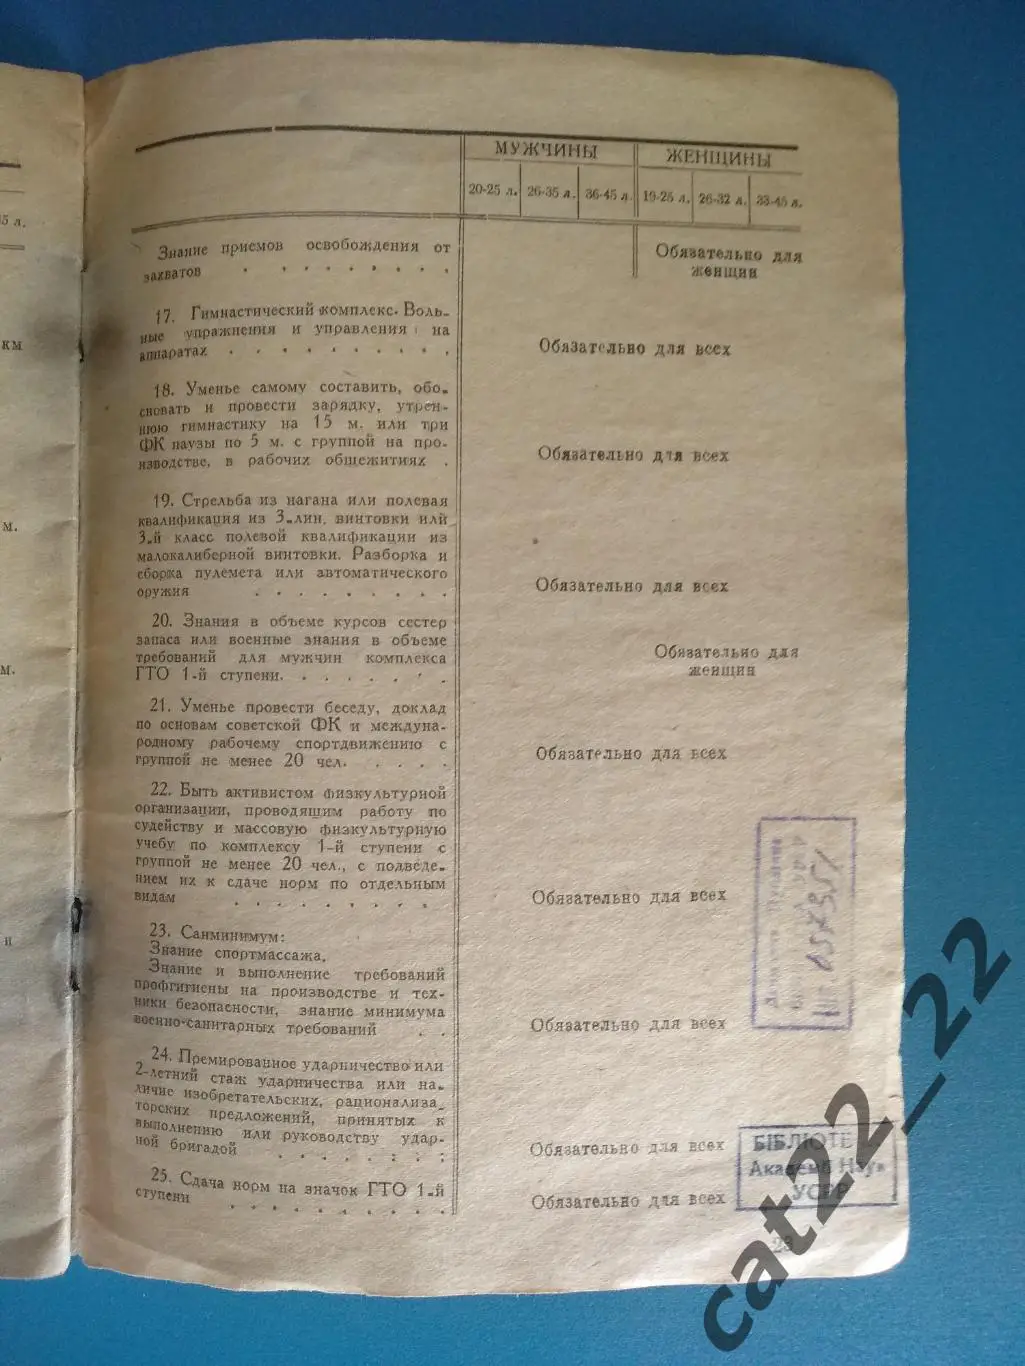 МУЖЧИНЫ
ЖЕНЩИНЫ
20-25 л.
26-35 л.
36-45 л.
19-25 л.
26-32 л.
33-45 л.
Знание приемов освобождения от
захватов . . . . . . . .
Обязательно для
женщин
17. Гимнастический комплекс. Воль-
ные упражнения и управления на
аппаратах . . . . . . . . .
Обязательно для всех
18. Уменье самому составить, обо-
сновать и провести зарядку, утрен-
нюю гимнастику на 15 м. или три
ФК паузы по 5 м. с группой на про-
изводстве, в рабочих общежитиях .
Обязательно для всех
19. Стрельба из нагана или полевая
квалификация из 3-лин, винтовки или
3-й класс полевой квалификации из
малокалиберной винтовки. Разборка и
сборка пулемета или автоматического
оружия . . . . . . . . .
Обязательно для всех
20. Знания в объеме курсов сестер
запаса или военные знания в объеме
требований для мужчин комплекса
ГТО 1-й ступени. . . . . . . .
Обязательно для
женщин
21. Уменье провести беседу, доклад
по основам советской ФК и междуна-
родному рабочему спортдвижению с
группой не менее 20 чел. . . . .
Обязательно для всех
22. Быть активистом физкультурной
организации, проводящим работу по
судейству и массовую физкультурную
учебу по комплексу 1-й ступени с
группой не менее 20 чел., с подведе-
нием их к сдаче норм по отдельным
видам . . . . . . . . .
Обязательно для всех
23. Санминимум:
Знание спортмассажа,
Знание и выполнение требований
профгигиены на производстве и тех-
ники безопасности, знание минимума
военно-санитарных требований . .
Обязательно для всех
24. Премированное ударничество или
2-летний стаж ударничества или на-
личие изобретательских, рационализа-
торских предложений, принятых к
выполнению или руководству удар-
ной бригадой . . . . . .
Обязательно для всех
25. Сдача норм на значок ГТО 1-й
ступени . . . . . . . . .
Обязательно для всех
БІБЛІОТЕ
Академії Наук
УСРР
23
5 л.
км
м.
м.
и
cat22_22